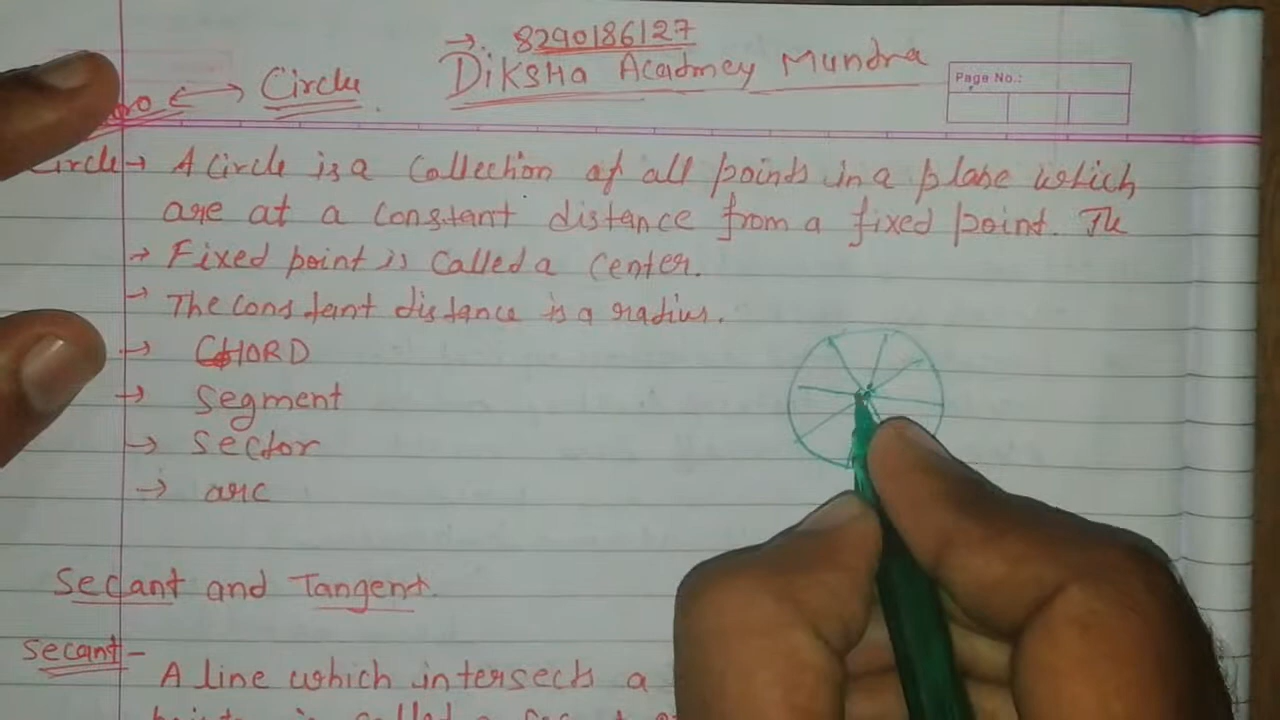 → 8290186127
Circle DiKSHa Acadmey Mundra
Page No.:
Circle → A Circle is a Collection of all points in a plane which
are at a constant distance from a fixed point. The
→ Fixed point is called a Center.
→ The constant distance is a radius.
→ CHORD
→ Segment
→ Sector
→ arc
Secant and Tangent.
Secant -
A line which intersects a